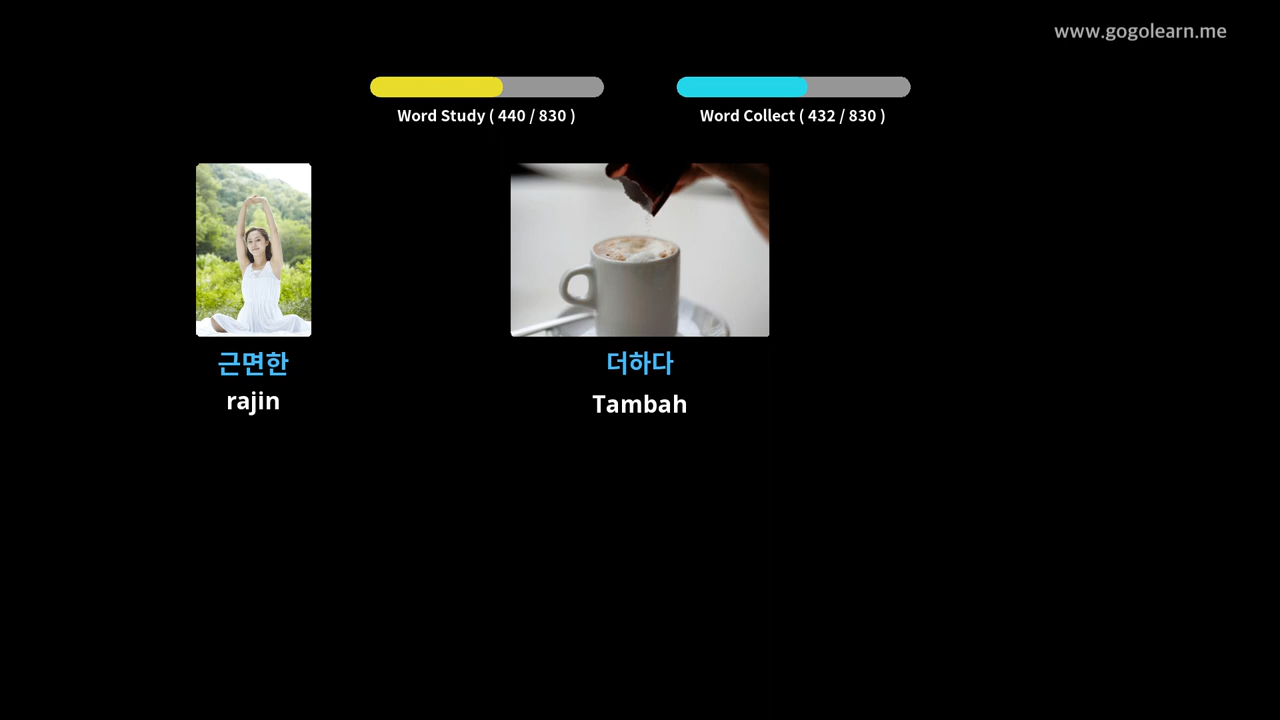 www.gogolearn.me
Word Study ( 440 / 830 )
Word Collect ( 432 / 830 )
근면한
rajin
더하다
Tambah